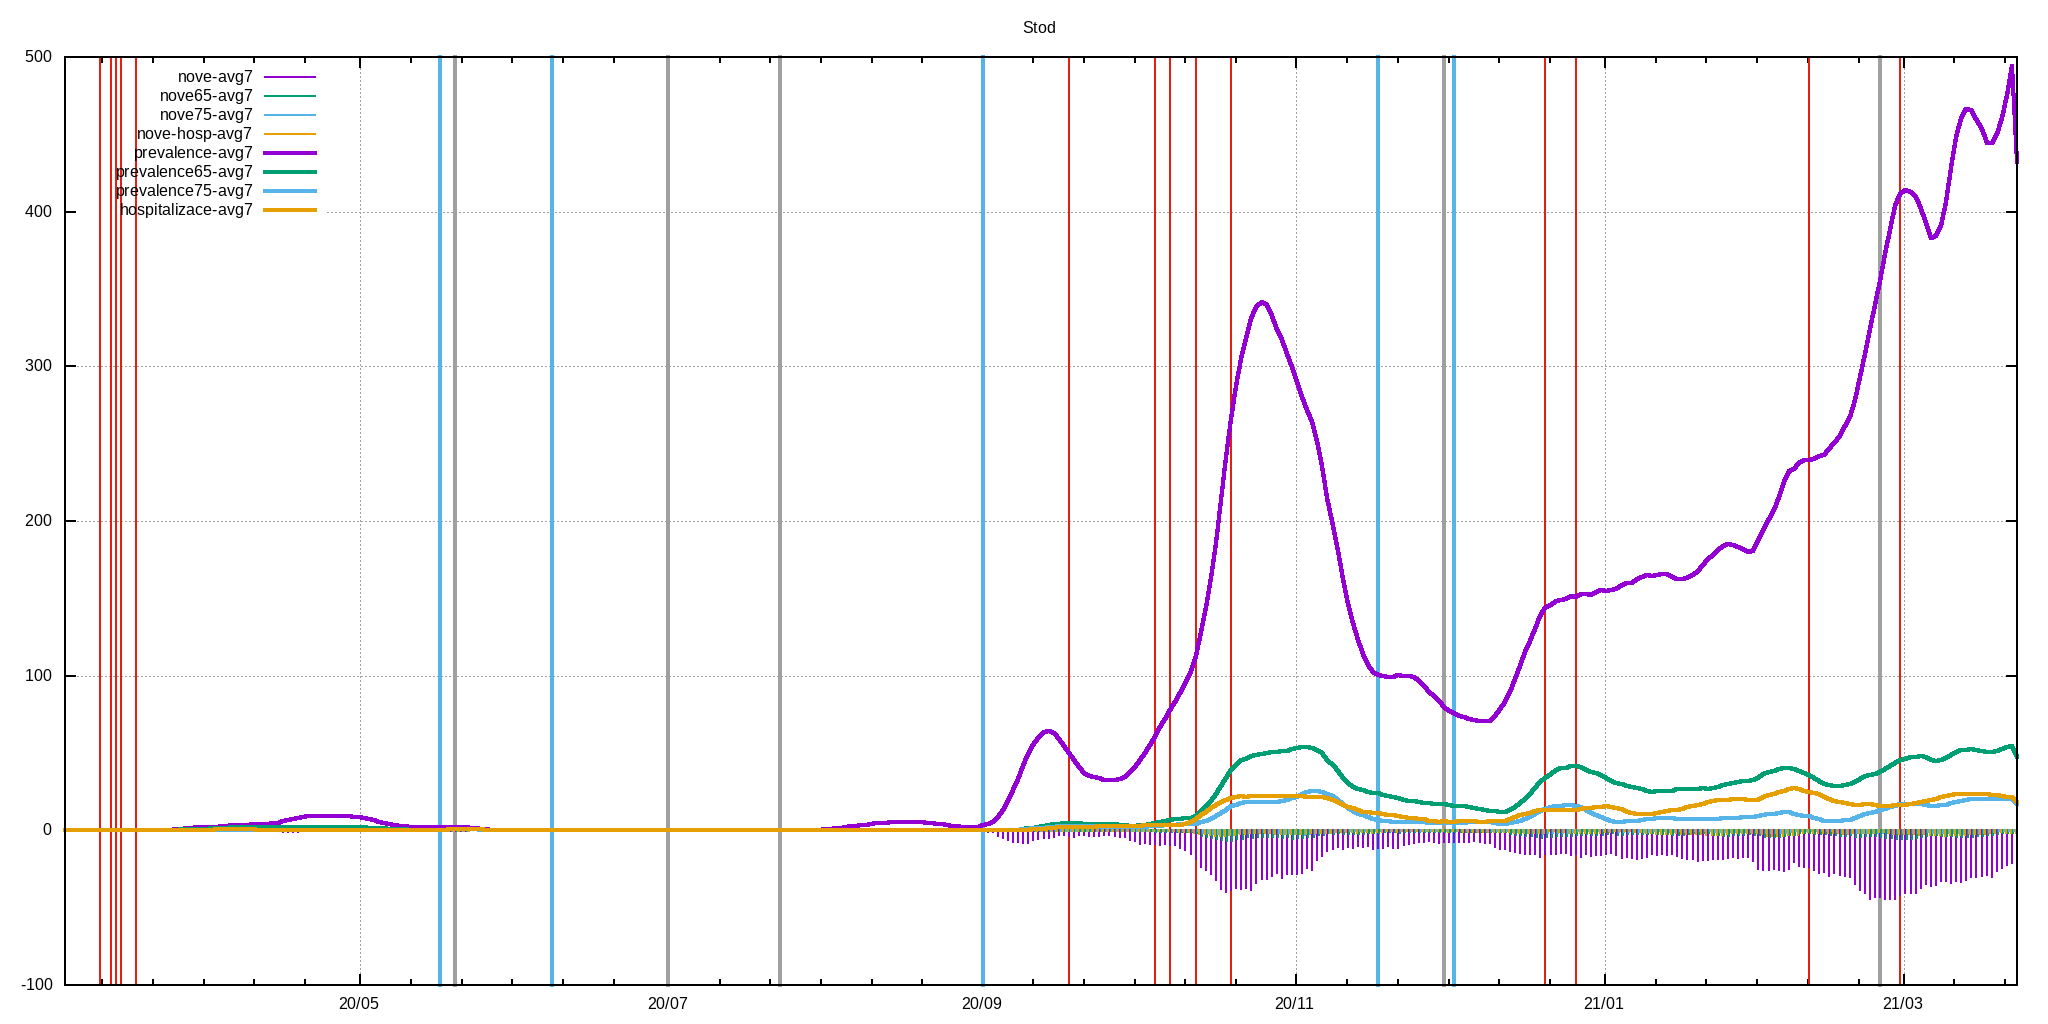 Stod
500
nove-avg7
nove65-avg7
nove75-avg7
nove-hosp-avg7
prevalence-avg7
prevalence65-avg7
prevalence75-avg7
hospitalizace-avg7
400
300
200
100
0
-100
20/05 20/07 20/09 20/11 21/01 21/03